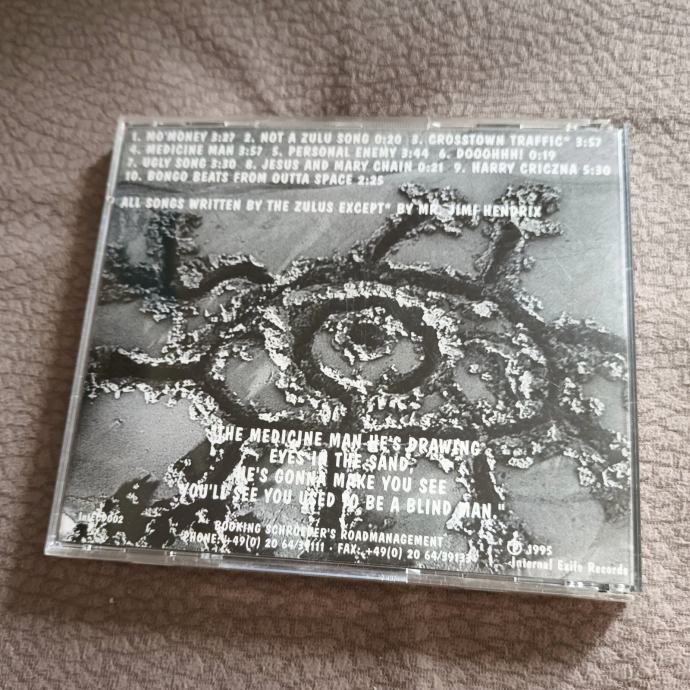 1. MO'MONEY 3:27 2. NOT A ZULU SONG 0:20 3. CROSSTOWN TRAFFIC* 3:57
4. MEDICINE MAN 3:57 5. PERSONAL ENEMY 3:44 6. DOOOHHH! 0:19
7. UGLY SONG 3:30 8. JESUS AND MARY CHAIN 0:21 9. HARRY CRICZNA 5:30
10. BONGO BEATS FROM OUTTA SPACE 2:25
ALL SONGS WRITTEN BY THE ZULUS EXCEPT* BY MR. JIMI HENDRIX
"THE MEDICINE MAN HE'S DRAWING
EYES IN THE SAND
HE'S GONNA MAKE YOU SEE
YOU'LL SEE YOU USED TO BE A BLIND MAN."
BOOKING SCHROEDER'S ROADMANAGEMENT
PHONE: +49(0) 20 64/39111 · FAX: +49(0) 20 64/39133
℗ 1995
Internal Exile Records